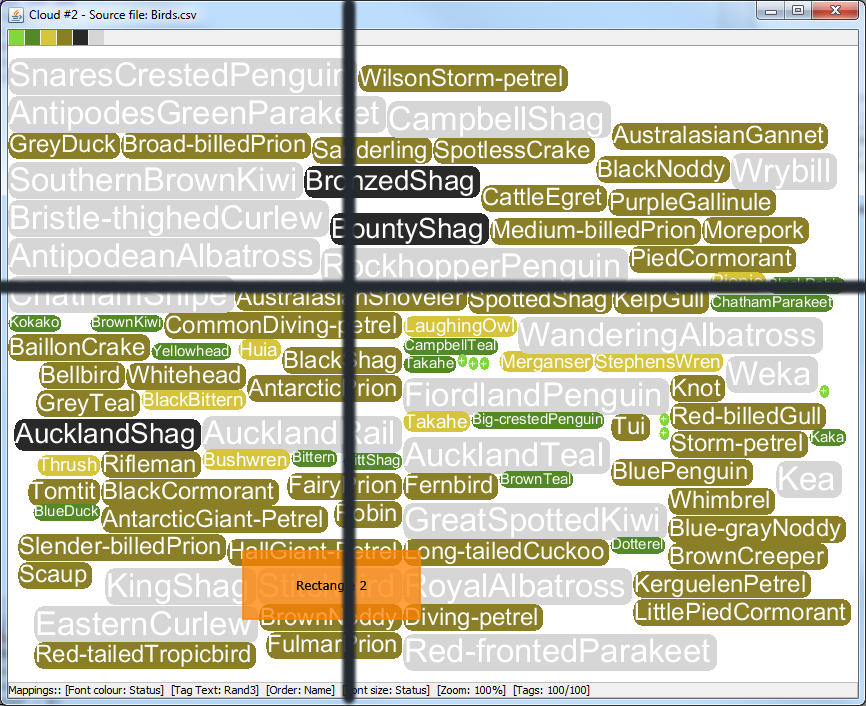 Cloud #2 - Source file: Birds.csv
SnaresCrestedPenguin WilsonStorm-petrel
AntipodesGreenParakeet CampbellShag
GreyDuck Broad-billedPrion Sanderling SpotlessCrake AustralasianGannet
SouthernBrownKiwi BronzedShag BlackNoddy Wrybill
CattleEgret PurpleGallinule
Bristle-thighedCurlew BountyShag Medium-billedPrion Morepork
AntipodeanAlbatross RockhopperPenguin PiedCormorant
ChathamSnipe AustralasianShoveler SpottedShag KelpGull ChathamParakeet
Kokako BrownKiwi CommonDiving-petrel LaughingOwl WanderingAlbatross
BaillonCrake Yellowhead Huia BlackShag CampbellTeal
Takahe + + + Merganser StephensWren
Bellbird Whitehead AntarcticPrion Weka
GreyTeal BlackBittern FiordlandPenguin Knot +
AucklandShag AucklandRail Takahe Big-crestedPenguin Tui + Red-billedGull
+ Storm-petrel Kaka
Thrush Rifleman Bushwren Bittern PittShag AucklandTeal
Tomtit BlackCormorant FairyPrion Fernbird BrownTeal BluePenguin Kea
BlueDuck AntarcticGiant-Petrel Robin GreatSpottedKiwi Whimbrel
Blue-grayNoddy
Slender-billedPrion HallGiant-Petrel Long-tailedCuckoo Dotterel BrownCreeper
Scaup KingShag Rectangle 2 RoyalAlbatross KerguelenPetrel
EasternCurlew BrownNoddy Diving-petrel LittlePiedCormorant
Red-tailedTropicbird FulmarPrion Red-frontedParakeet
Mappings:: [Font colour: Status] [Tag Text: Rand3] [Order: Name] [Font size: Status] [Zoom: 100%] [Tags: 100/100]